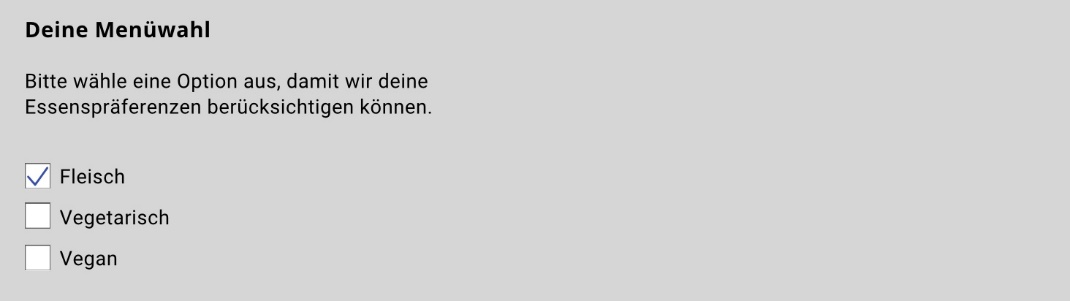 Deine Menüwahl
Bitte wähle eine Option aus, damit wir deine
Essenspräferenzen berücksichtigen können.
Fleisch
Vegetarisch
Vegan